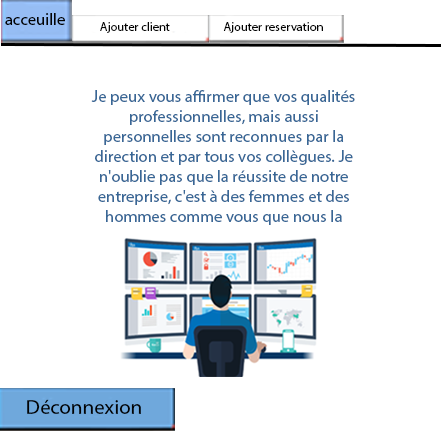 acceuille
Ajouter client
Ajouter reservation
Je peux vous affirmer que vos qualités
professionnelles, mais aussi
personnelles sont reconnues par la
direction et par tous vos collègues. Je
n'oublie pas que la réussite de notre
entreprise, c'est à des femmes et des
hommes comme vous que nous la
Déconnexion